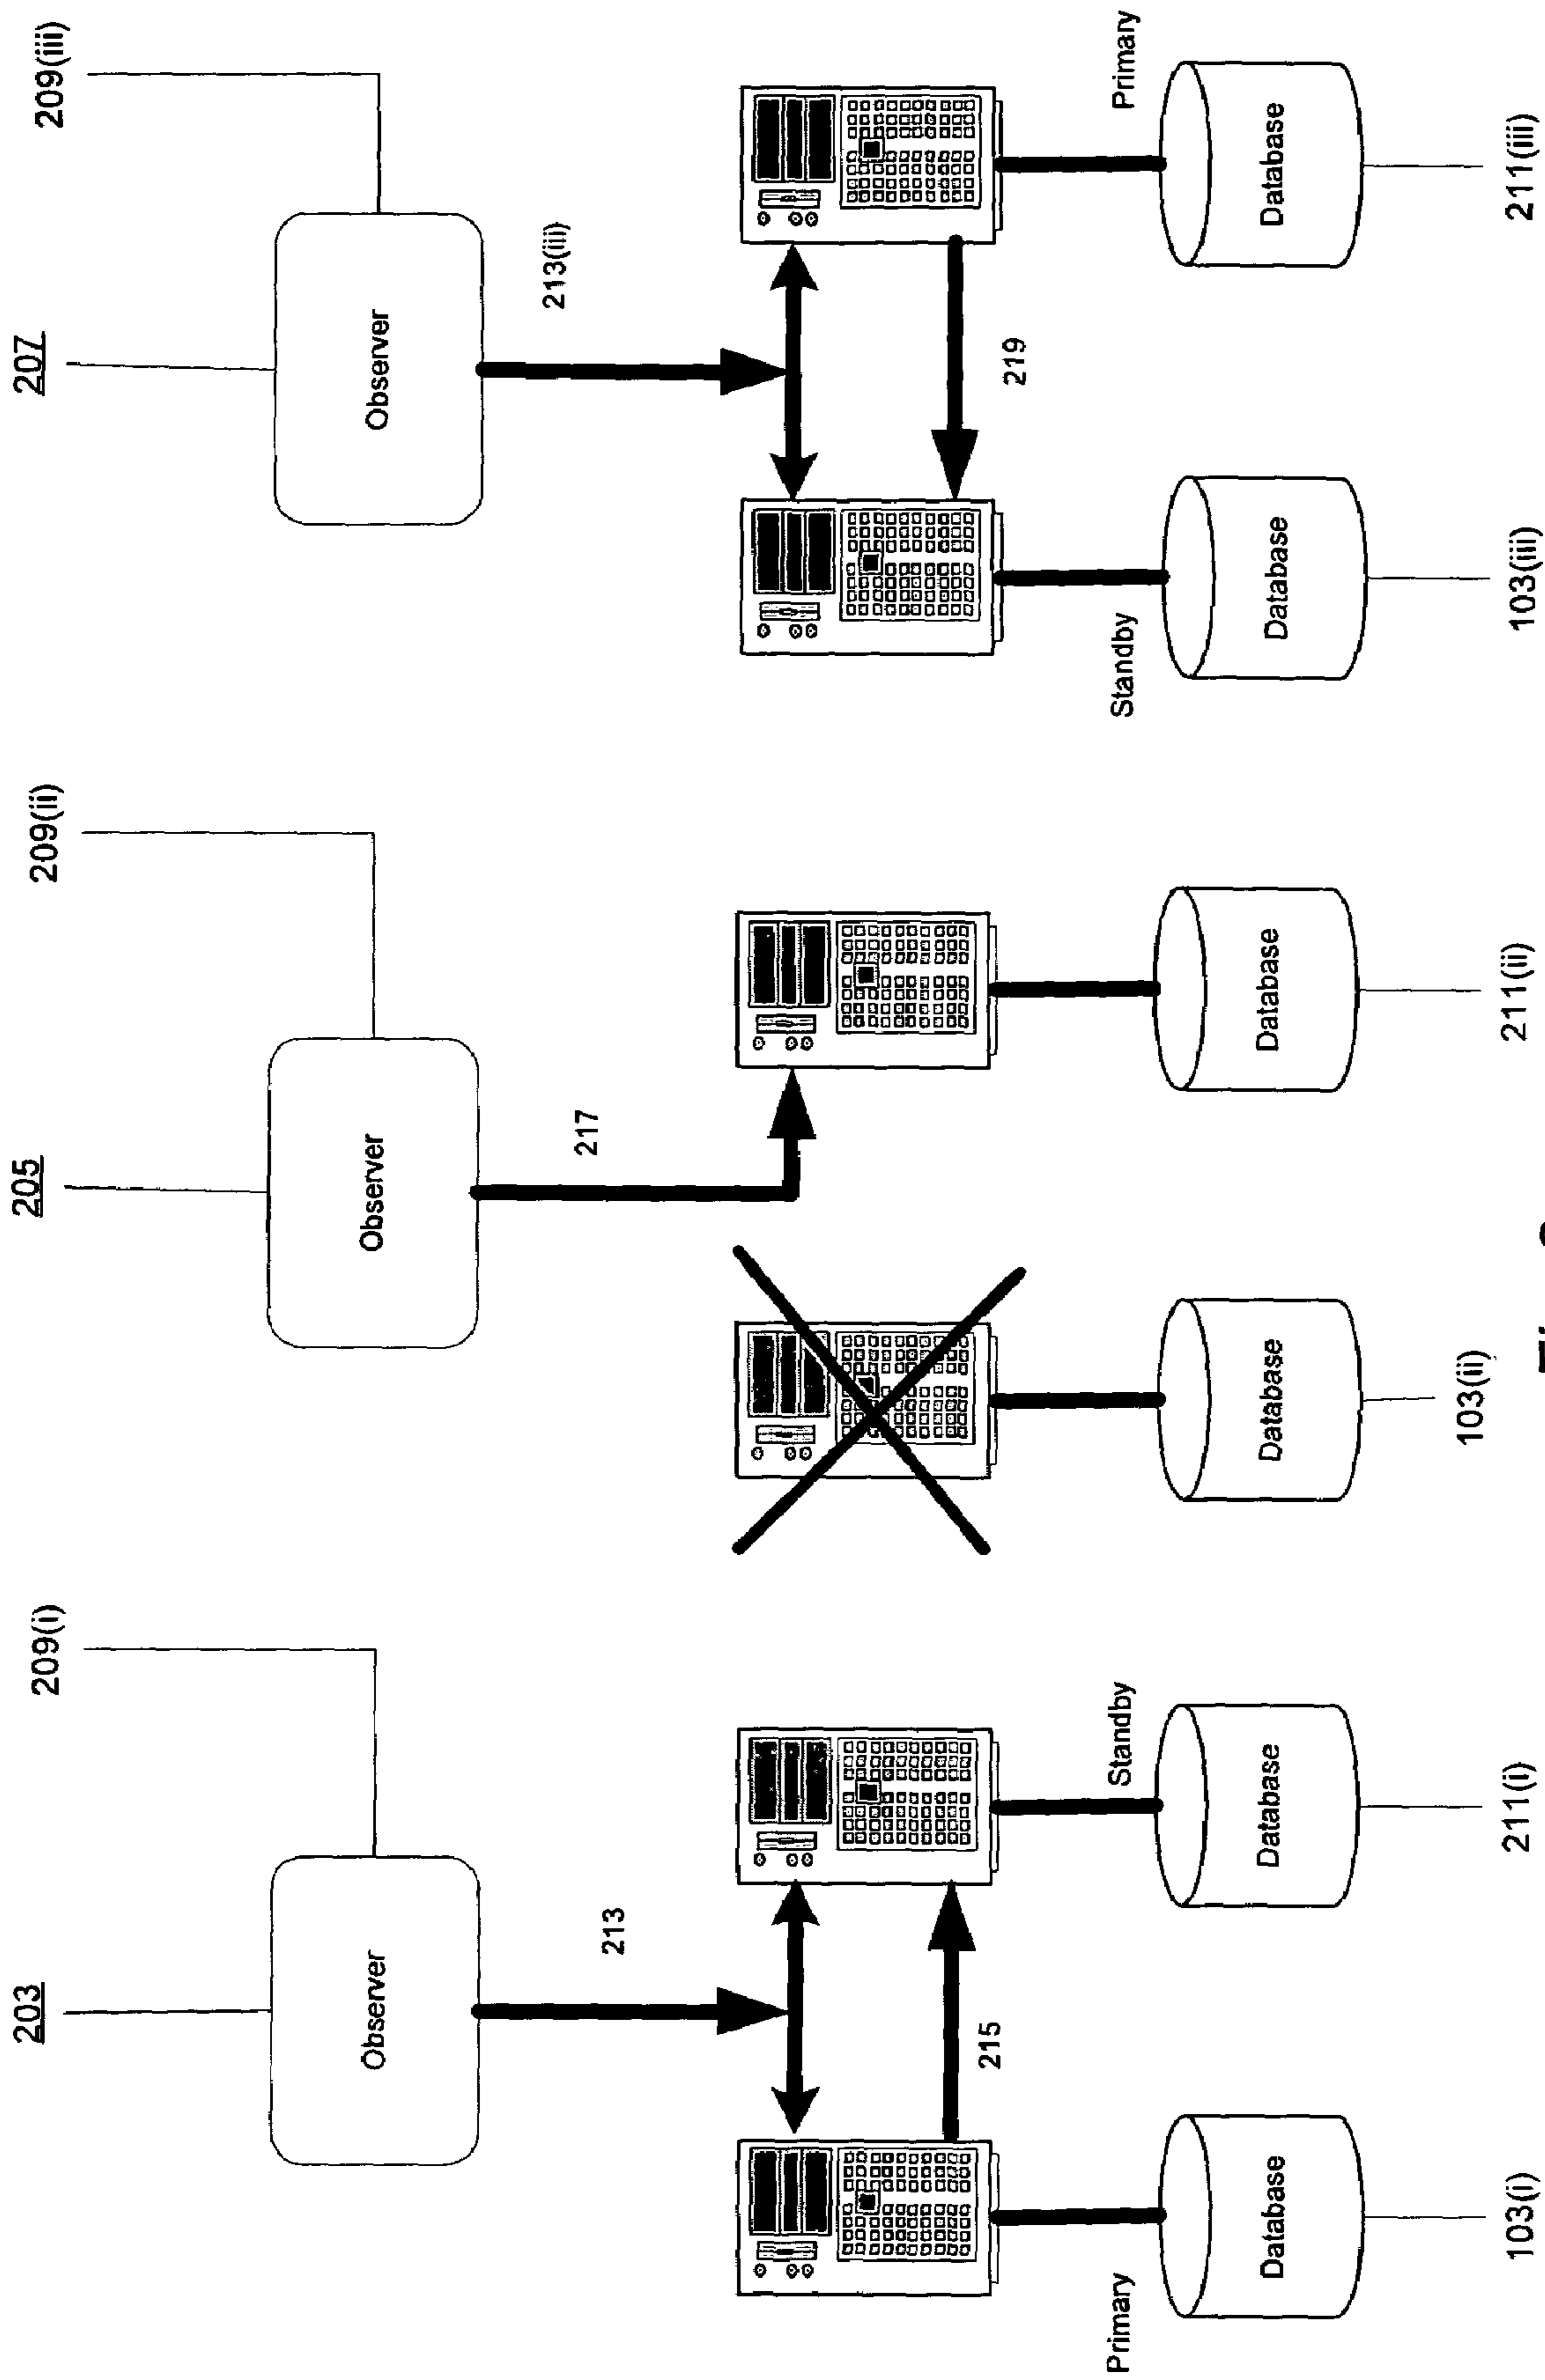 203
209(i)
Observer
213
215
Primary
Standby
Database
Database
103(i)
211(i)
205
209(ii)
Observer
217
Database
Database
103(ii)
211(ii)
207
209(iii)
Observer
213(iii)
219
Standby
Primary
Database
Database
103(iii)
211(iii)